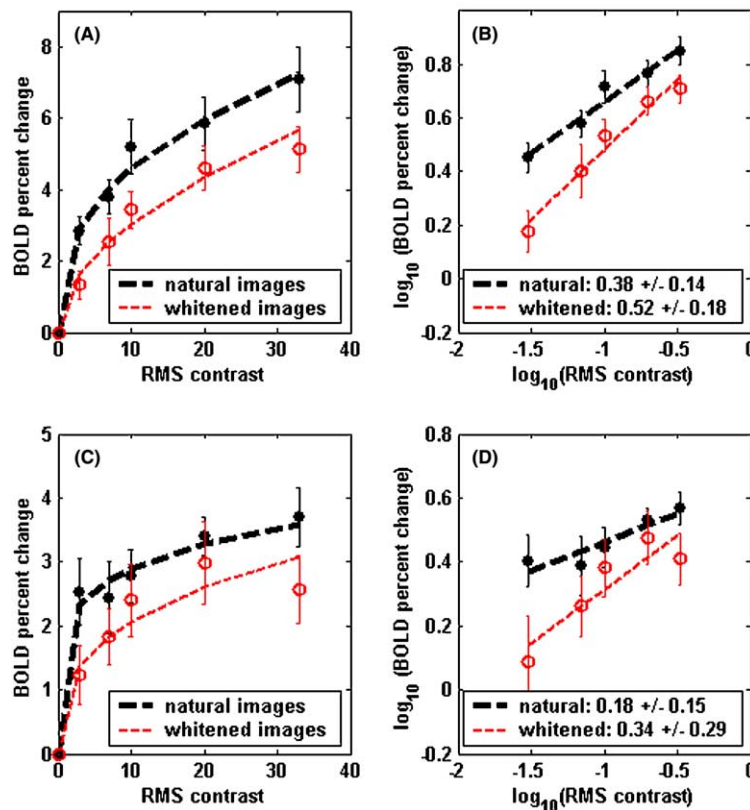 (A)
BOLD percent change
8
6
4
2
0
natural images
whitened images
0 10 20 30 40
RMS contrast
(B)
log10 (BOLD percent change)
0.8
0.6
0.4
0.2
0
-0.2
natural: 0.38 +/- 0.14
whitened: 0.52 +/- 0.18
-2 -1.5 -1 -0.5 0
log10(RMS contrast)
(C)
BOLD percent change
5
4
3
2
1
0
natural images
whitened images
0 10 20 30 40
RMS contrast
(D)
log10 (BOLD percent change)
0.8
0.6
0.4
0.2
0
-0.2
natural: 0.18 +/- 0.15
whitened: 0.34 +/- 0.29
-2 -1.5 -1 -0.5 0
log10(RMS contrast)